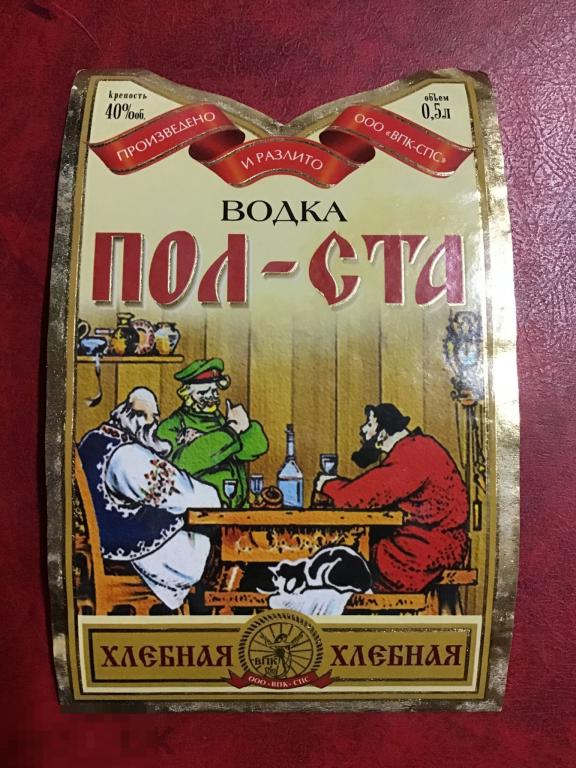 крепость
40%об.
объем
0,5л
ПРОИЗВЕДЕНО
И РАЗЛИТО
ООО «ВПК-СПС»
ВОДКА
ПОЛ-СТА
ХЛЕБНАЯ
ВПК
ООО «ВПК» СПС
ХЛЕБНАЯ